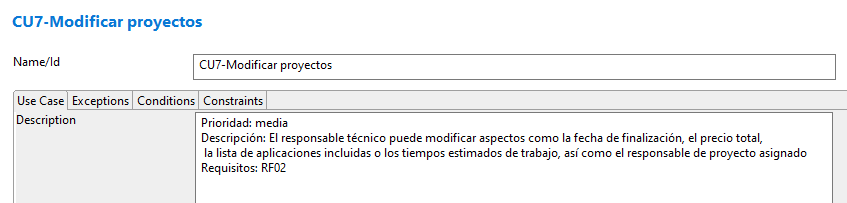 CU7-Modificar proyectos
Name/Id
CU7-Modificar proyectos
Use Case Exceptions Conditions Constraints
Description
Prioridad: media
Descripción: El responsable técnico puede modificar aspectos como la fecha de finalización, el precio total,
la lista de aplicaciones incluidas o los tiempos estimados de trabajo, así como el responsable de proyecto asignado
Requisitos: RF02